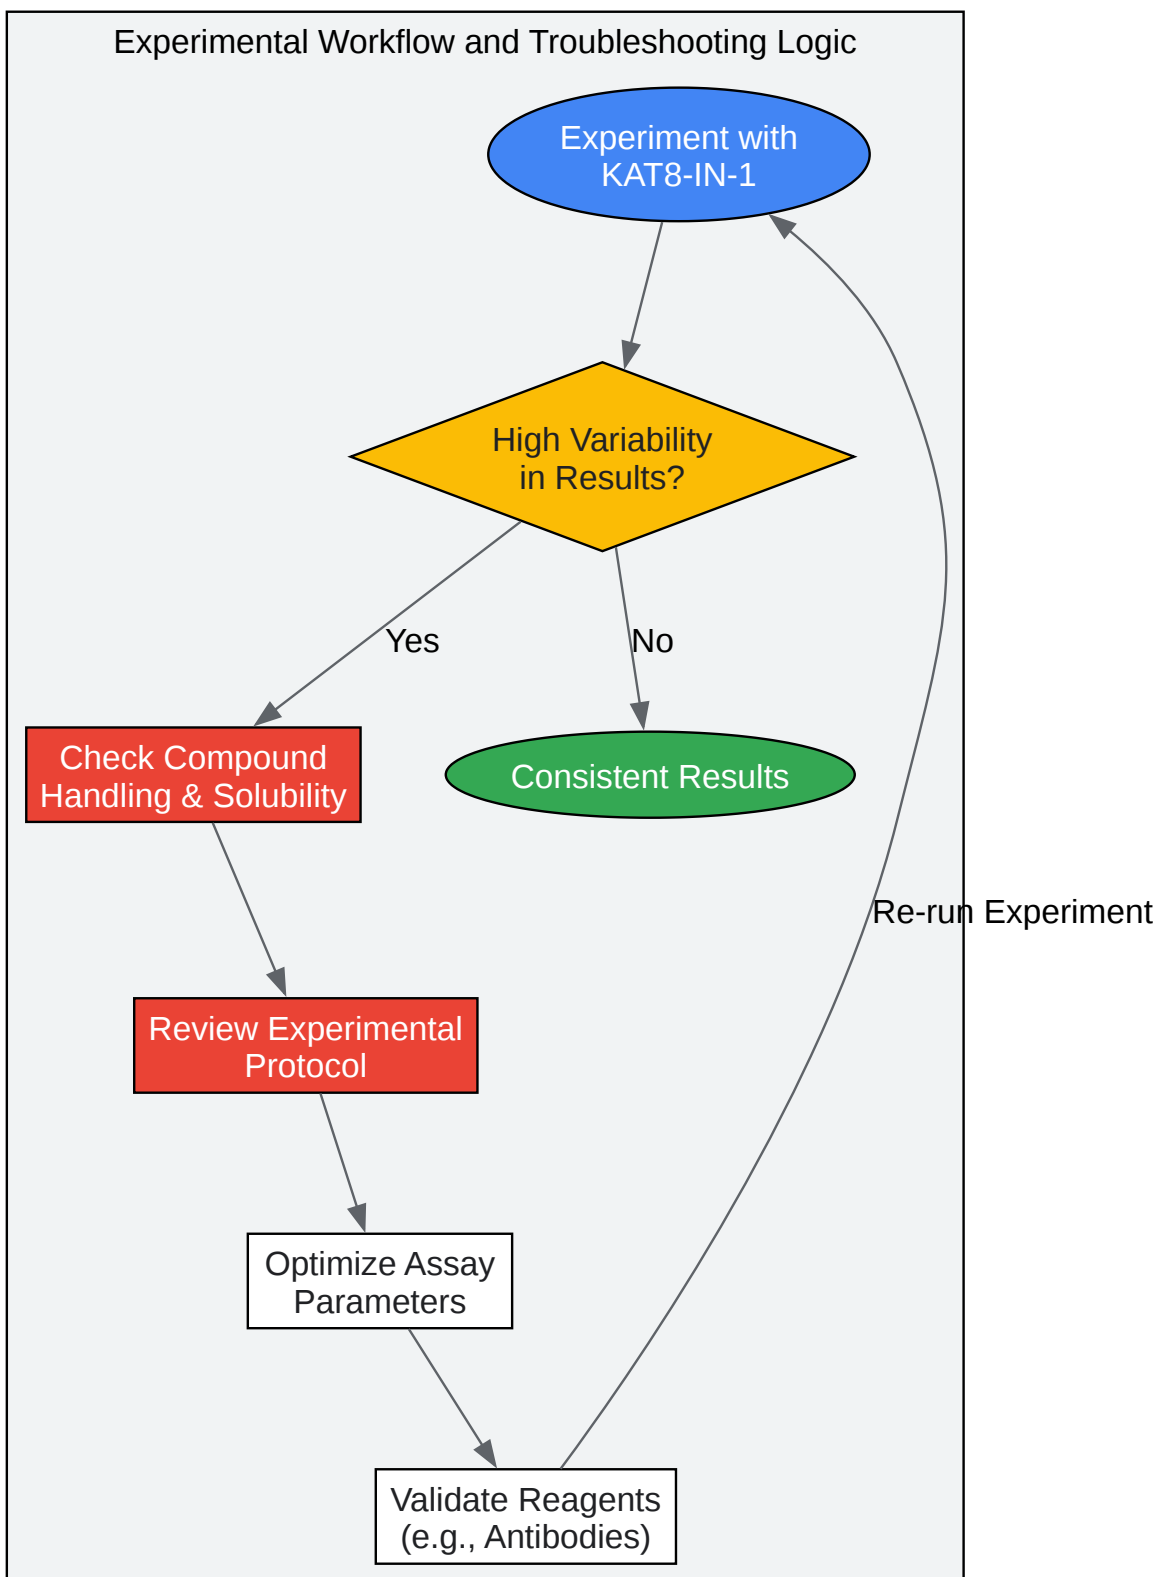 Experimental Workflow and Troubleshooting Logic
Experiment with
KAT8-IN-1
High Variability
in Results?
Yes
No
Check Compound
Handling & Solubility
Consistent Results
Re-run Experiment
Review Experimental
Protocol
Optimize Assay
Parameters
Validate Reagents
(e.g., Antibodies)